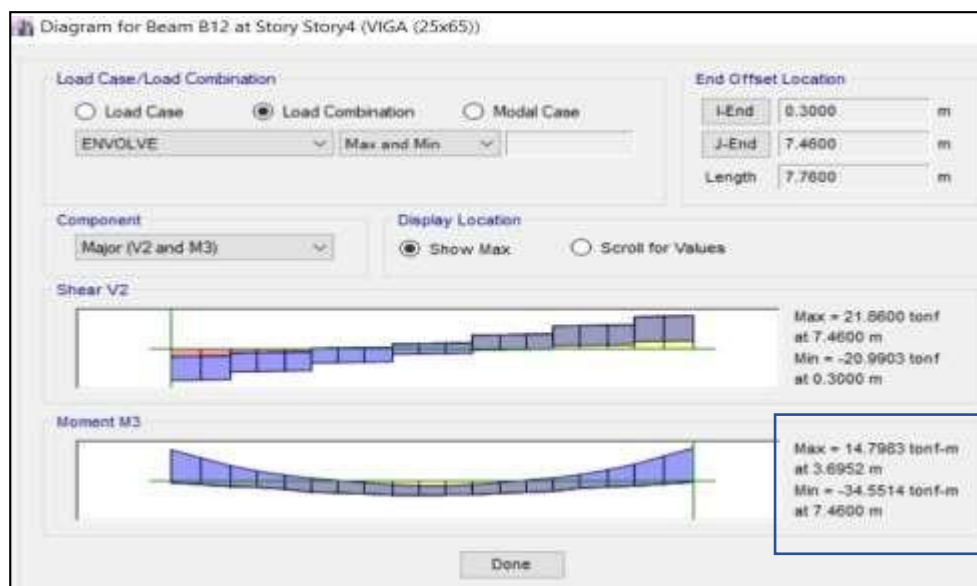 Diagram for Beam B12 at Story Story4 (VIGA (25x65))
Load Case/Load Combination
Load Case Load Combination Modal Case
ENVOLVE Max and Min
End Offset Location
I-End 0.3000 m
J-End 7.4600 m
Length 7.7600 m
Component
Major (V2 and M3)
Display Location
Show Max Scroll for Values
Shear V2
Max = 21.8600 tonf
at 7.4600 m
Min = -20.9903 tonf
at 0.3000 m
Moment M3
Max = 14.7983 tonf-m
at 3.6952 m
Min = -34.5514 tonf-m
at 7.4600 m
Done